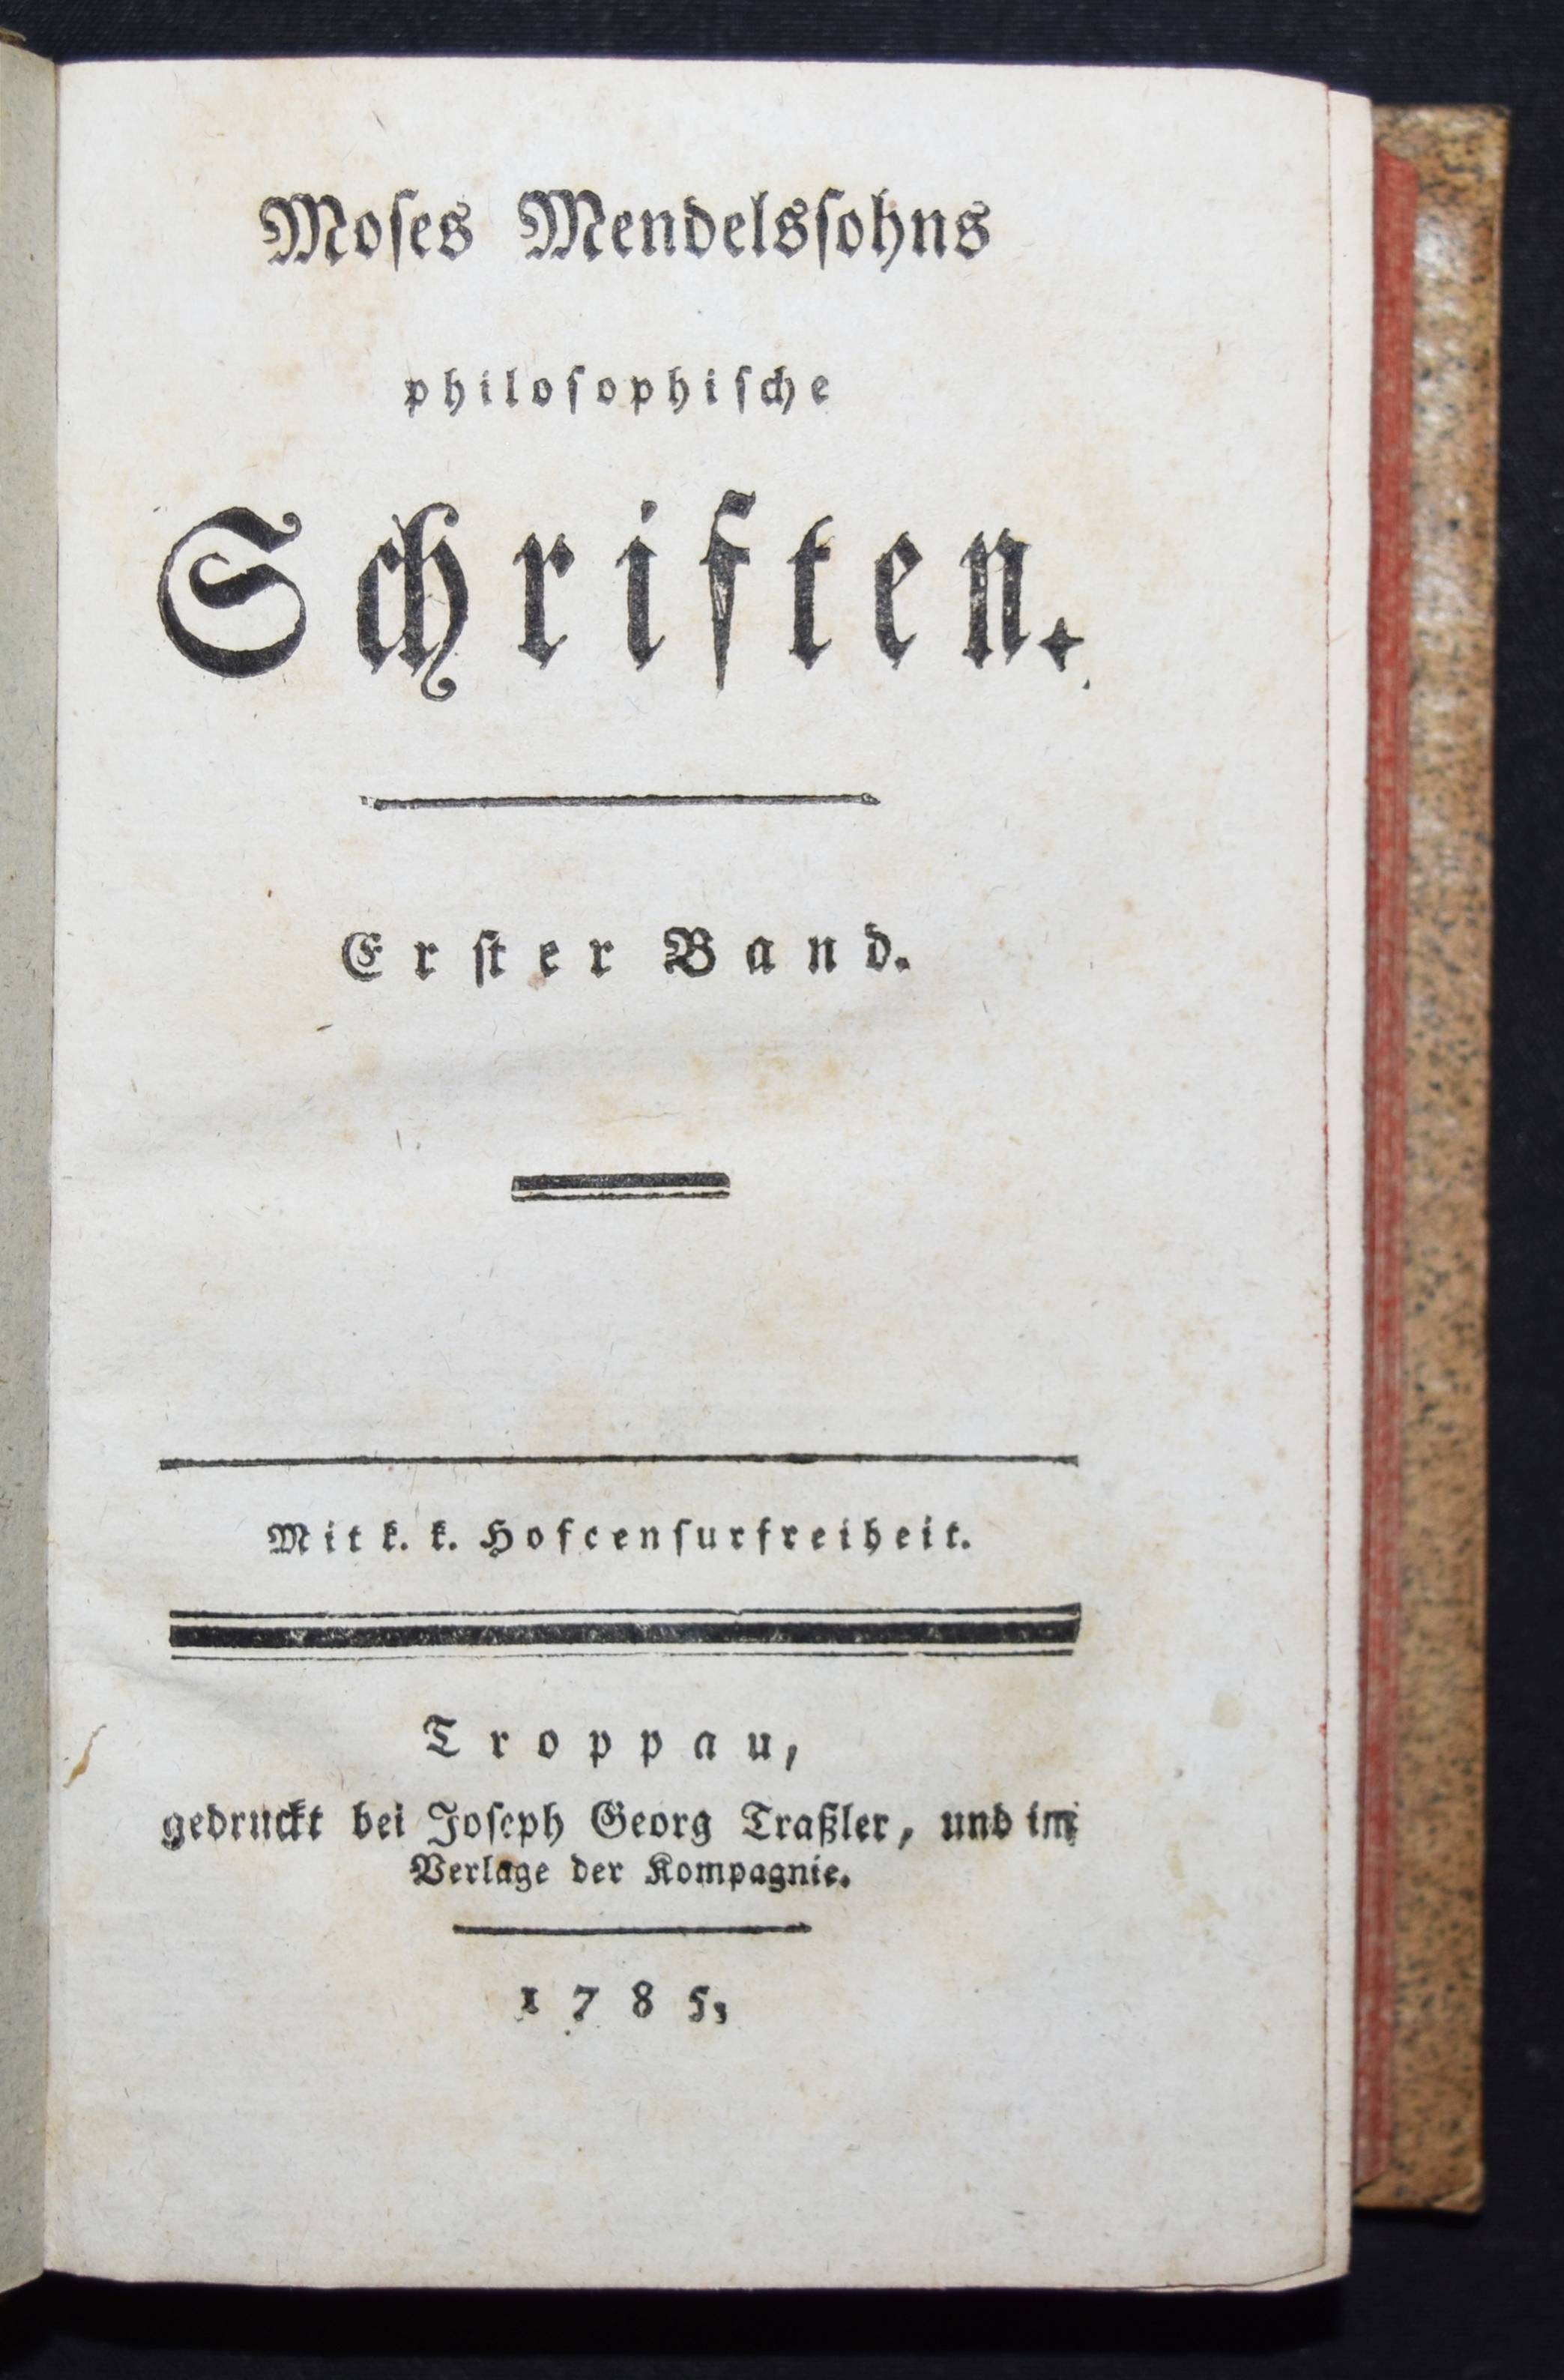 Moſes Mendelsſohns
philoſophiſche
Schriften.
Erſter Band.
Mit k. k. Hofcenſurfreiheit.
Troppau,
gedruckt bei Joſeph Georg Traßler, und im
Verlage der Kompagnie.
1785,